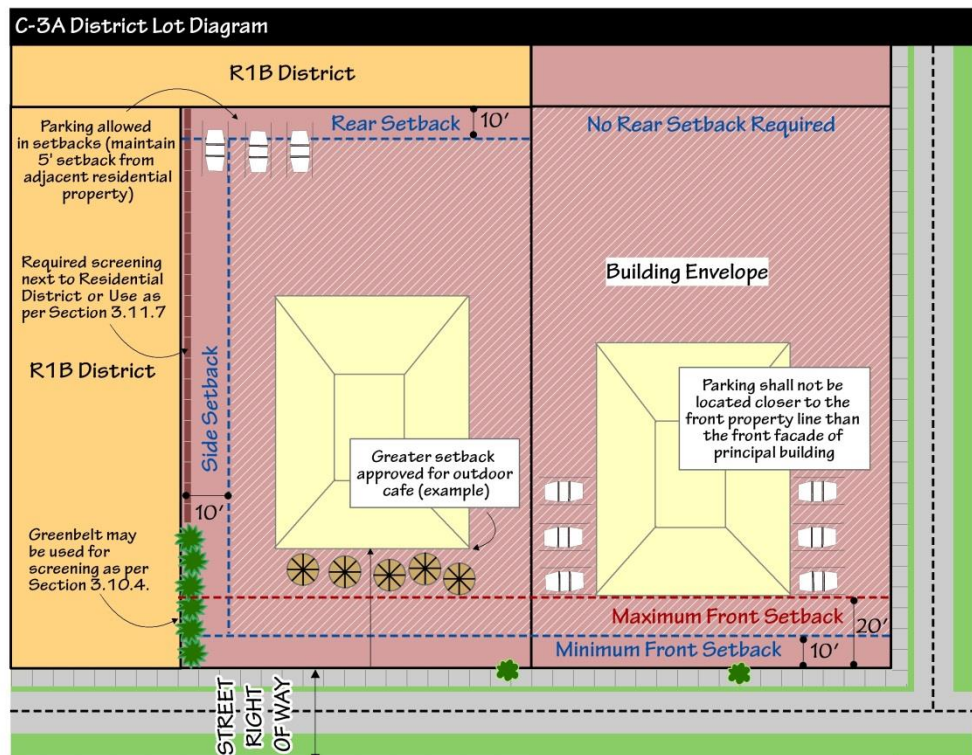 C-3A District Lot Diagram
R1B District
Parking allowed
in setbacks (maintain
5' setback from
adjacent residential
property)
Rear Setback
10'
No Rear Setback Required
Required screening
next to Residential
District or Use as
per Section 3.11.7
Building Envelope
R1B District
Side Setback
Parking shall not be
located closer to the
front property line than
the front facade of
principal building
Greater setback
approved for outdoor
cafe (example)
10'
Greenbelt may
be used for
screening as per
Section 3.10.4.
Maximum Front Setback
20'
Minimum Front Setback
10'
STREET
RIGHT
OF WAY